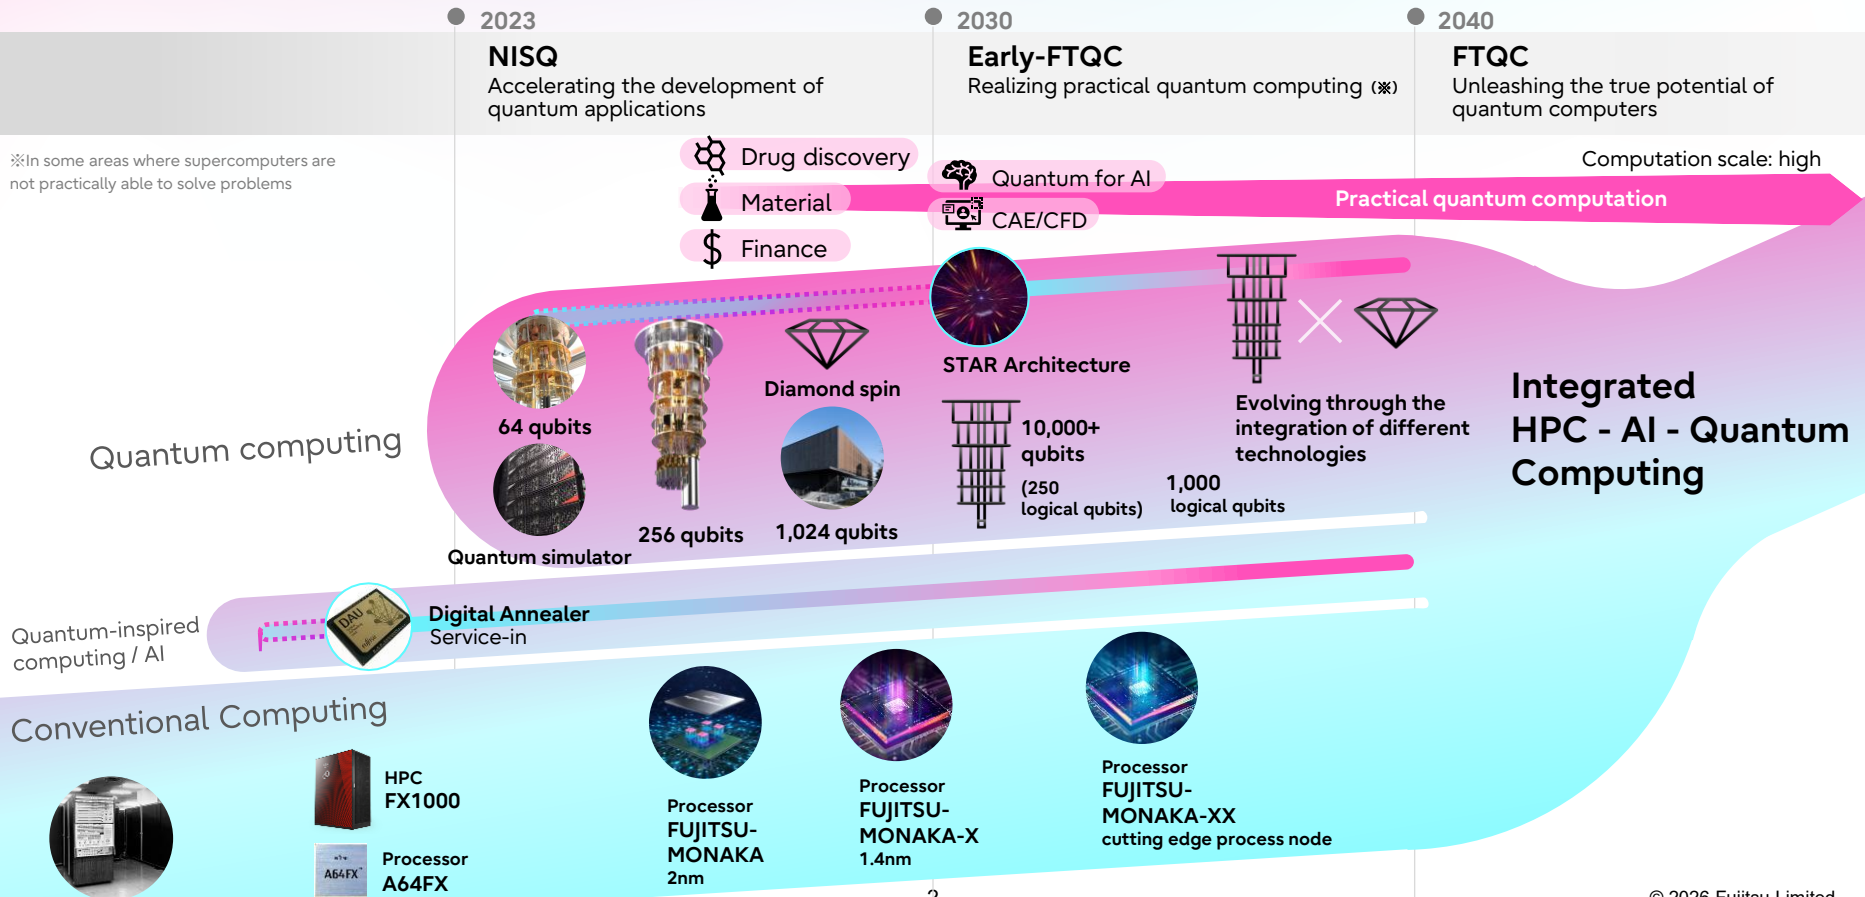 2023
2030
2040
NISQ
Accelerating the development of
quantum applications
Early-FTQC
Realizing practical quantum computing (※)
FTQC
Unleashing the true potential of
quantum computers
※In some areas where supercomputers are
not practically able to solve problems
Drug discovery
Material
Finance
Quantum for AI
CAE/CFD
Computation scale: high
Practical quantum computation
Quantum computing
64 qubits
Quantum simulator
256 qubits
Diamond spin
1,024 qubits
STAR Architecture
10,000+
qubits
(250
logical qubits)
1,000
logical qubits
Evolving through the
integration of different
technologies
Integrated
HPC - AI - Quantum
Computing
Quantum-inspired
computing / AI
DAU
Digital Annealer
Service-in
Conventional Computing
HPC
FX1000
A64FX
Processor
A64FX
Processor
FUJITSU-
MONAKA
2nm
Processor
FUJITSU-
MONAKA-X
1.4nm
Processor
FUJITSU-
MONAKA-XX
cutting edge process node
© 2026 Fujitsu Limited